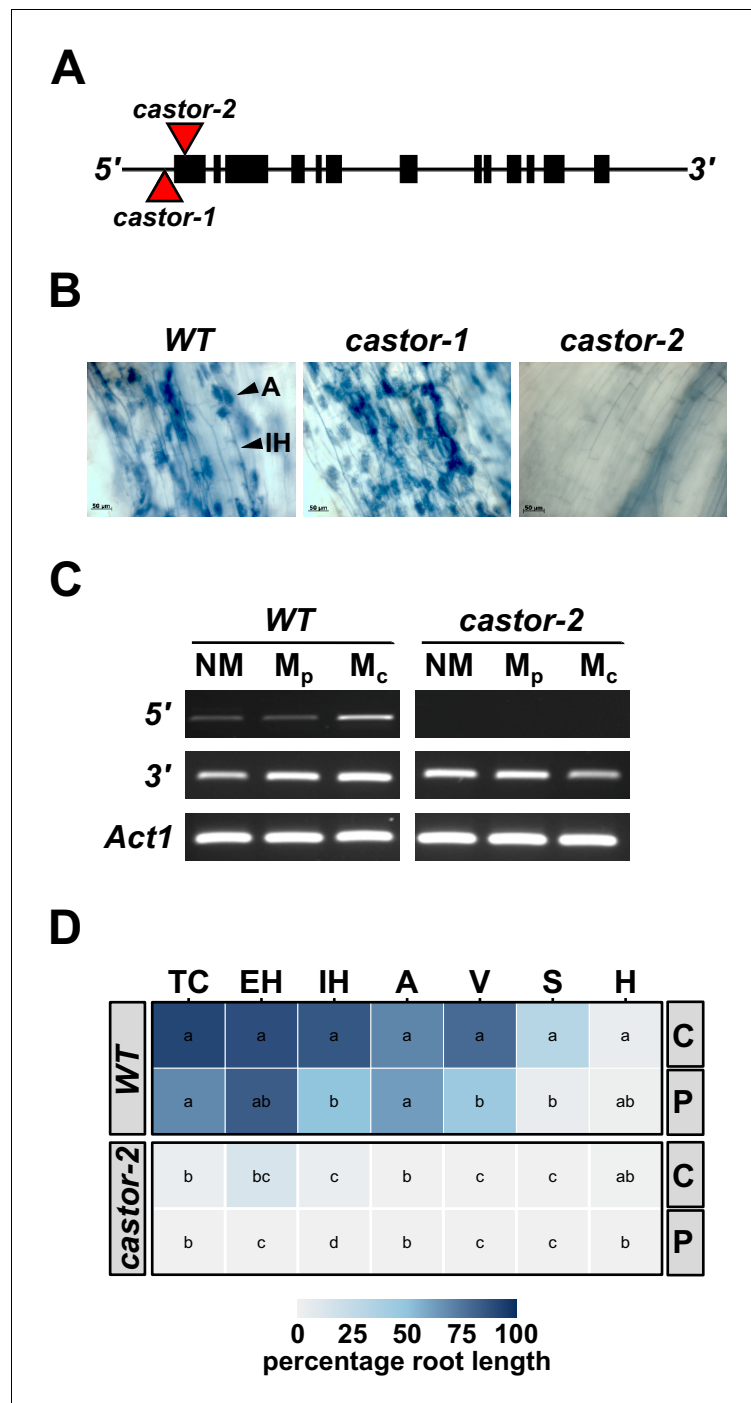 A
castor-2
5' 3'
castor-1
B
WT castor-1 castor-2
A
IH
50 µm 50 µm 50 µm
C
WT castor-2
NM Mp Mc NM Mp Mc
5'
3'
Act1
D
TC EH IH A V S H
WT
a a a a a a a C
a ab b a b b ab P
castor-2
b bc c b c c ab C
b c d b c c b P
0 25 50 75 100
percentage root length